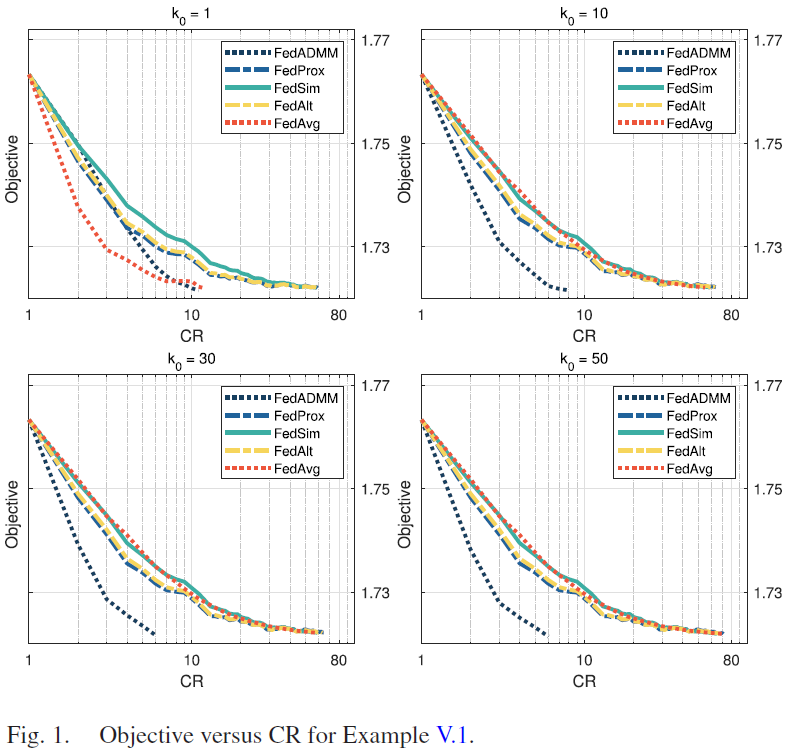 k0 = 1
1.77
1.75
1.73
Objective
FedADMM
FedProx
FedSim
FedAlt
FedAvg
1 10 80
CR
k0 = 10
1.77
1.75
1.73
Objective
FedADMM
FedProx
FedSim
FedAlt
FedAvg
1 10 80
CR
k0 = 30
1.77
1.75
1.73
Objective
FedADMM
FedProx
FedSim
FedAlt
FedAvg
1 10 80
CR
k0 = 50
1.77
1.75
1.73
Objective
FedADMM
FedProx
FedSim
FedAlt
FedAvg
1 10 80
CR
Fig. 1. Objective versus CR for Example V.1.